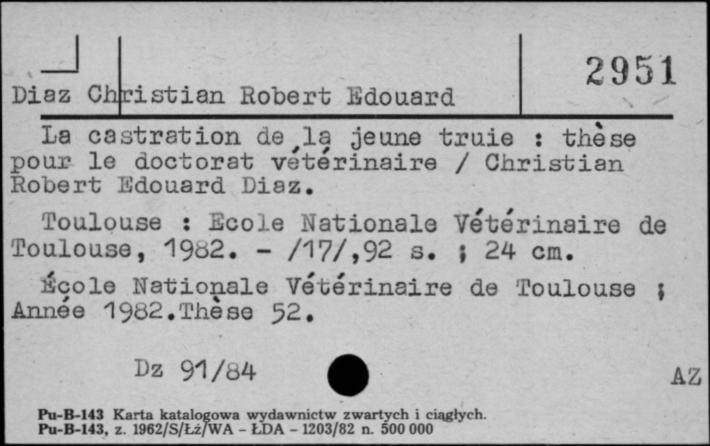 2951
Diaz Christian Robert Edouard
La castration de la jeune truie : thèse
pour le doctorat vétérinaire / Christian
Robert Edouard Diaz.
Toulouse : Ecole Nationale Vétérinaire de
Toulouse, 1982. - /17/,92 s. ; 24 cm.
École Nationale Vétérinaire de Toulouse ;
Année 1982.Thèse 52.
Dz 91/84
AZ
Pu-B-143 Karta katalogowa wydawnictw zwartych i ciągłych.
Pu-B-143, z. 1962/S/Łż/WA - ŁDA - 1203/82 n. 500 000